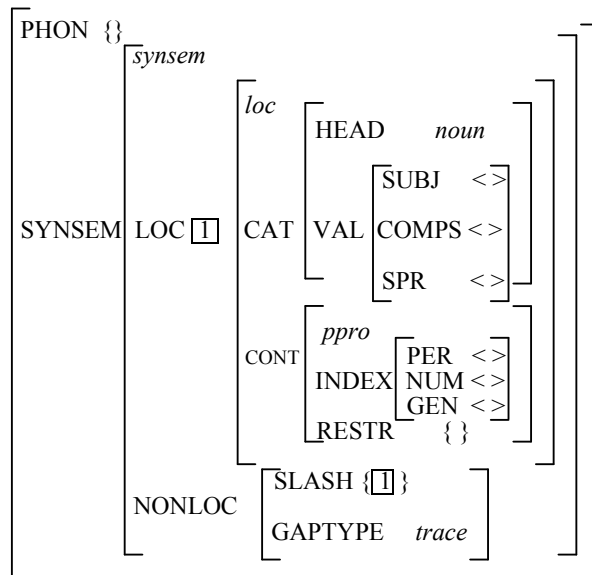 PHON {}
synsem
loc
HEAD noun
SUBJ < >
SYNSEM LOC 1 CAT VAL COMPS < >
SPR < >
ppro
CONT
PER < >
INDEX NUM < >
GEN < >
RESTR { }
SLASH { 1 }
NONLOC
GAPTYPE trace